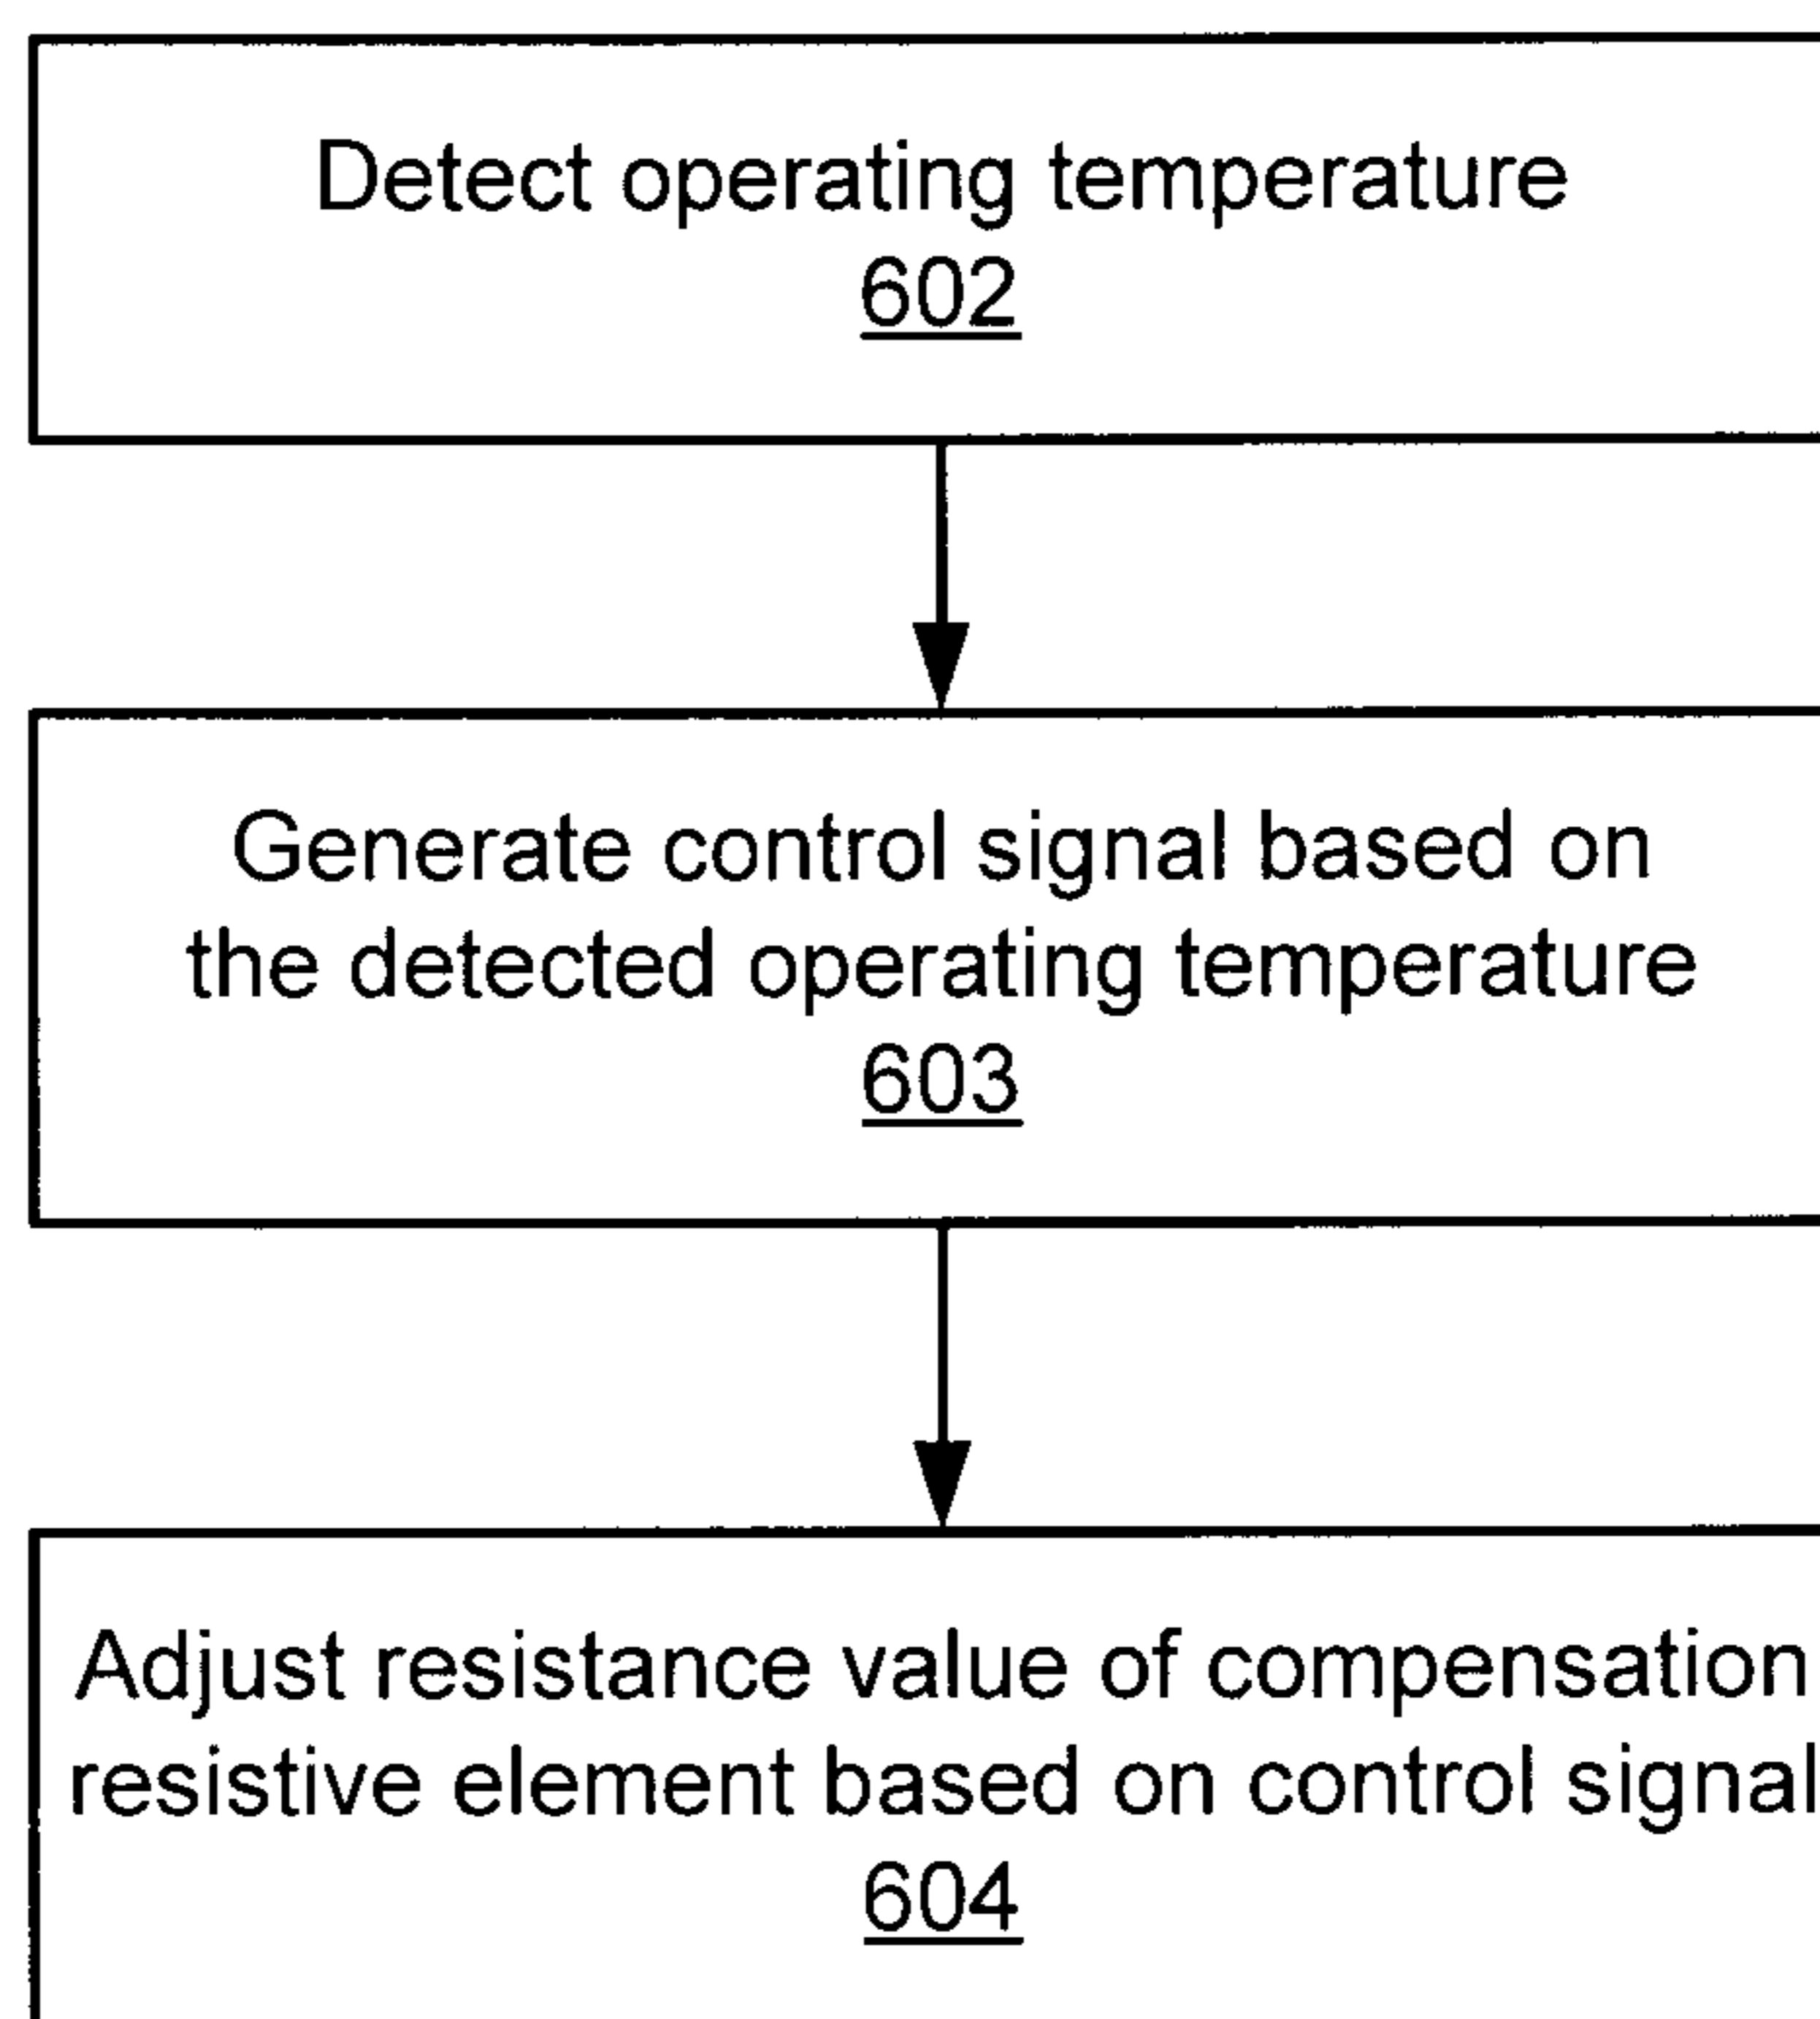 Detect operating temperature
602
Generate control signal based on
the detected operating temperature
603
Adjust resistance value of compensation
resistive element based on control signal
604